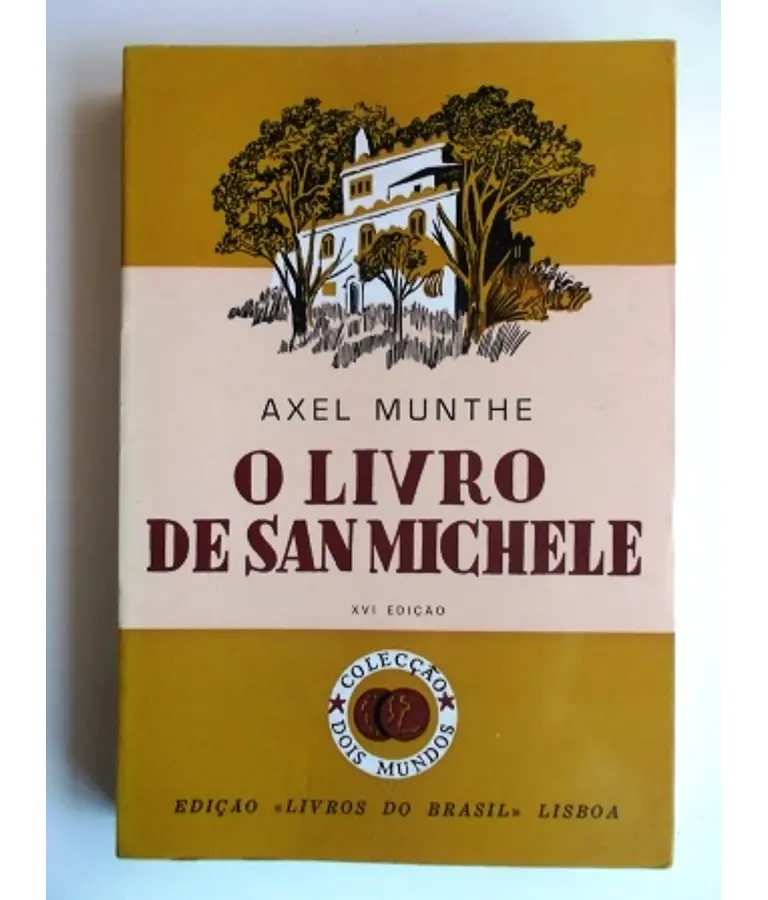 AXEL MUNTHE
O LIVRO
DE SAN MICHELE
XVI EDIÇÃO
COLECÇÃO
DOIS MUNDOS
EDIÇÃO «LIVROS DO BRASIL» LISBOA